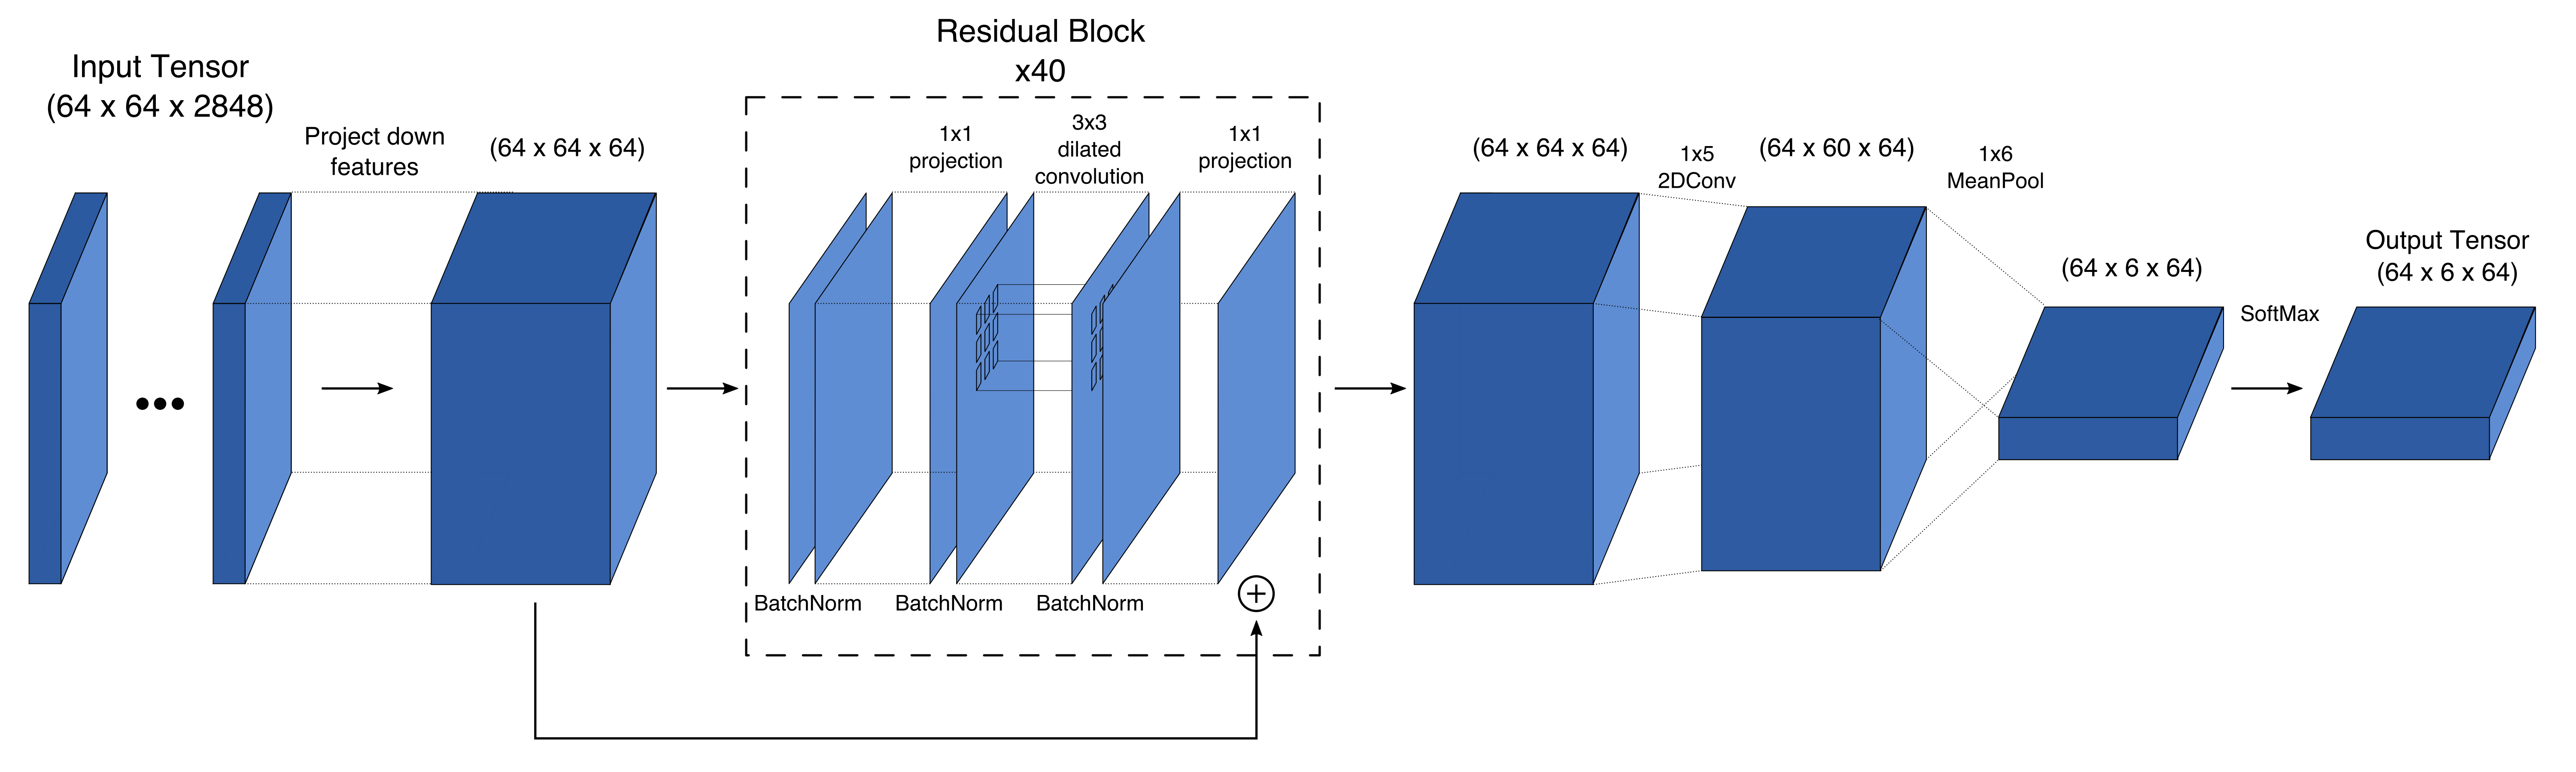 Input Tensor
(64 x 64 x 2848)
Project down
features
(64 x 64 x 64)
Residual Block
x40
1x1
projection
3x3
dilated
convolution
1x1
projection
BatchNorm
BatchNorm
BatchNorm
(64 x 64 x 64)
1x5
2DConv
(64 x 60 x 64)
1x6
MeanPool
(64 x 6 x 64)
SoftMax
Output Tensor
(64 x 6 x 64)